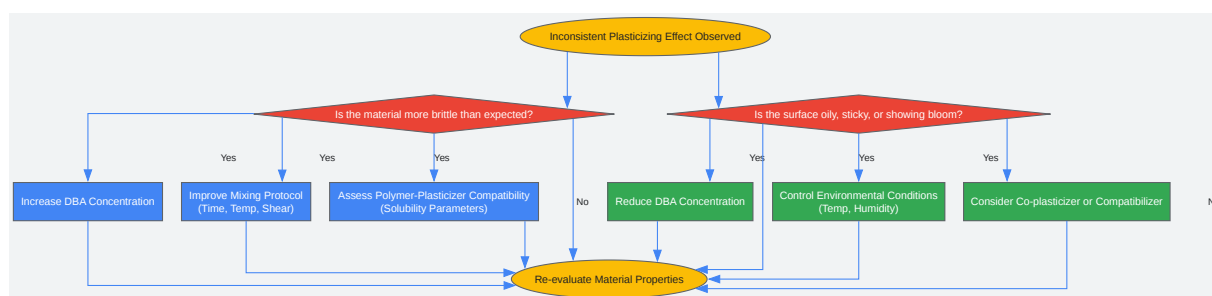 Inconsistent Plasticizing Effect Observed
Is the material more brittle than expected?
Is the surface oily, sticky, or showing bloom?
Yes
Yes
Yes
Yes
Yes
Yes
Increase DBA Concentration
Improve Mixing Protocol
(Time, Temp, Shear)
Assess Polymer-Plasticizer Compatibility
(Solubility Parameters)
No
Reduce DBA Concentration
Control Environmental Conditions
(Temp, Humidity)
Consider Co-plasticizer or Compatibilizer
Re-evaluate Material Properties